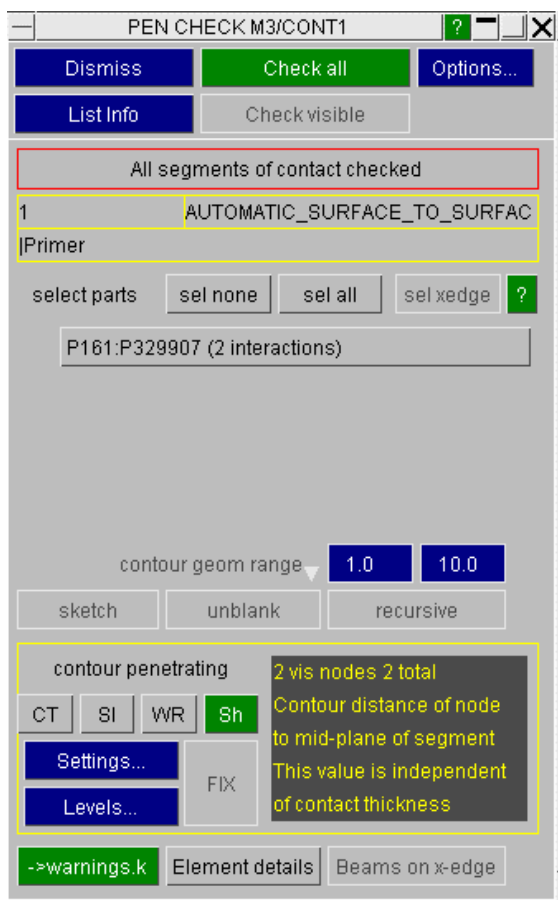 PEN CHECK M3/CONT1 ?
Dismiss Check all Options...
List Info Check visible
All segments of contact checked
1 AUTOMATIC_SURFACE_TO_SURFAC
|Primer
select parts sel none sel all sel xedge ?
P161:P329907 (2 interactions)
contour geom range 1.0 10.0
sketch unblank recursive
contour penetrating
CT SI WR Sh
Settings...
Levels...
FIX
2 vis nodes 2 total
Contour distance of node
to mid-plane of segment
This value is independent
of contact thickness
->warnings.k Element details Beams on x-edge